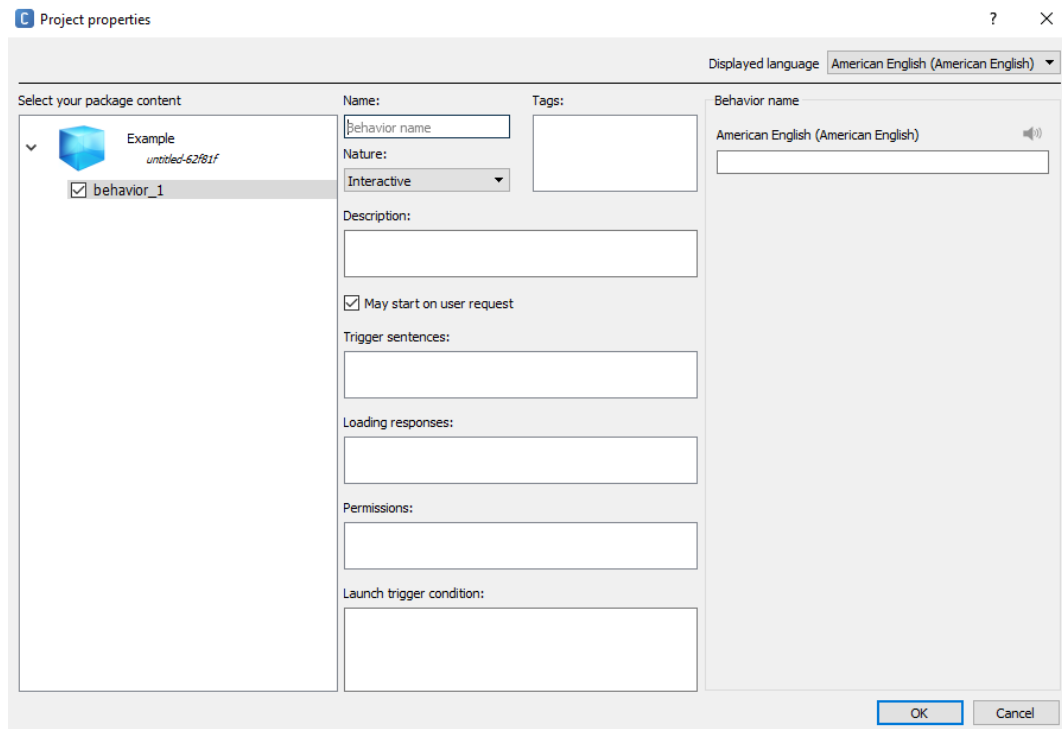 C Project properties
?
Displayed language American English (American English)
Select your package content
Example
untitled-62f81f
behavior_1
Name:
Behavior name
Nature:
Interactive
Tags:
Description:
May start on user request
Trigger sentences:
Loading responses:
Permissions:
Launch trigger condition:
Behavior name
American English (American English)
OK
Cancel